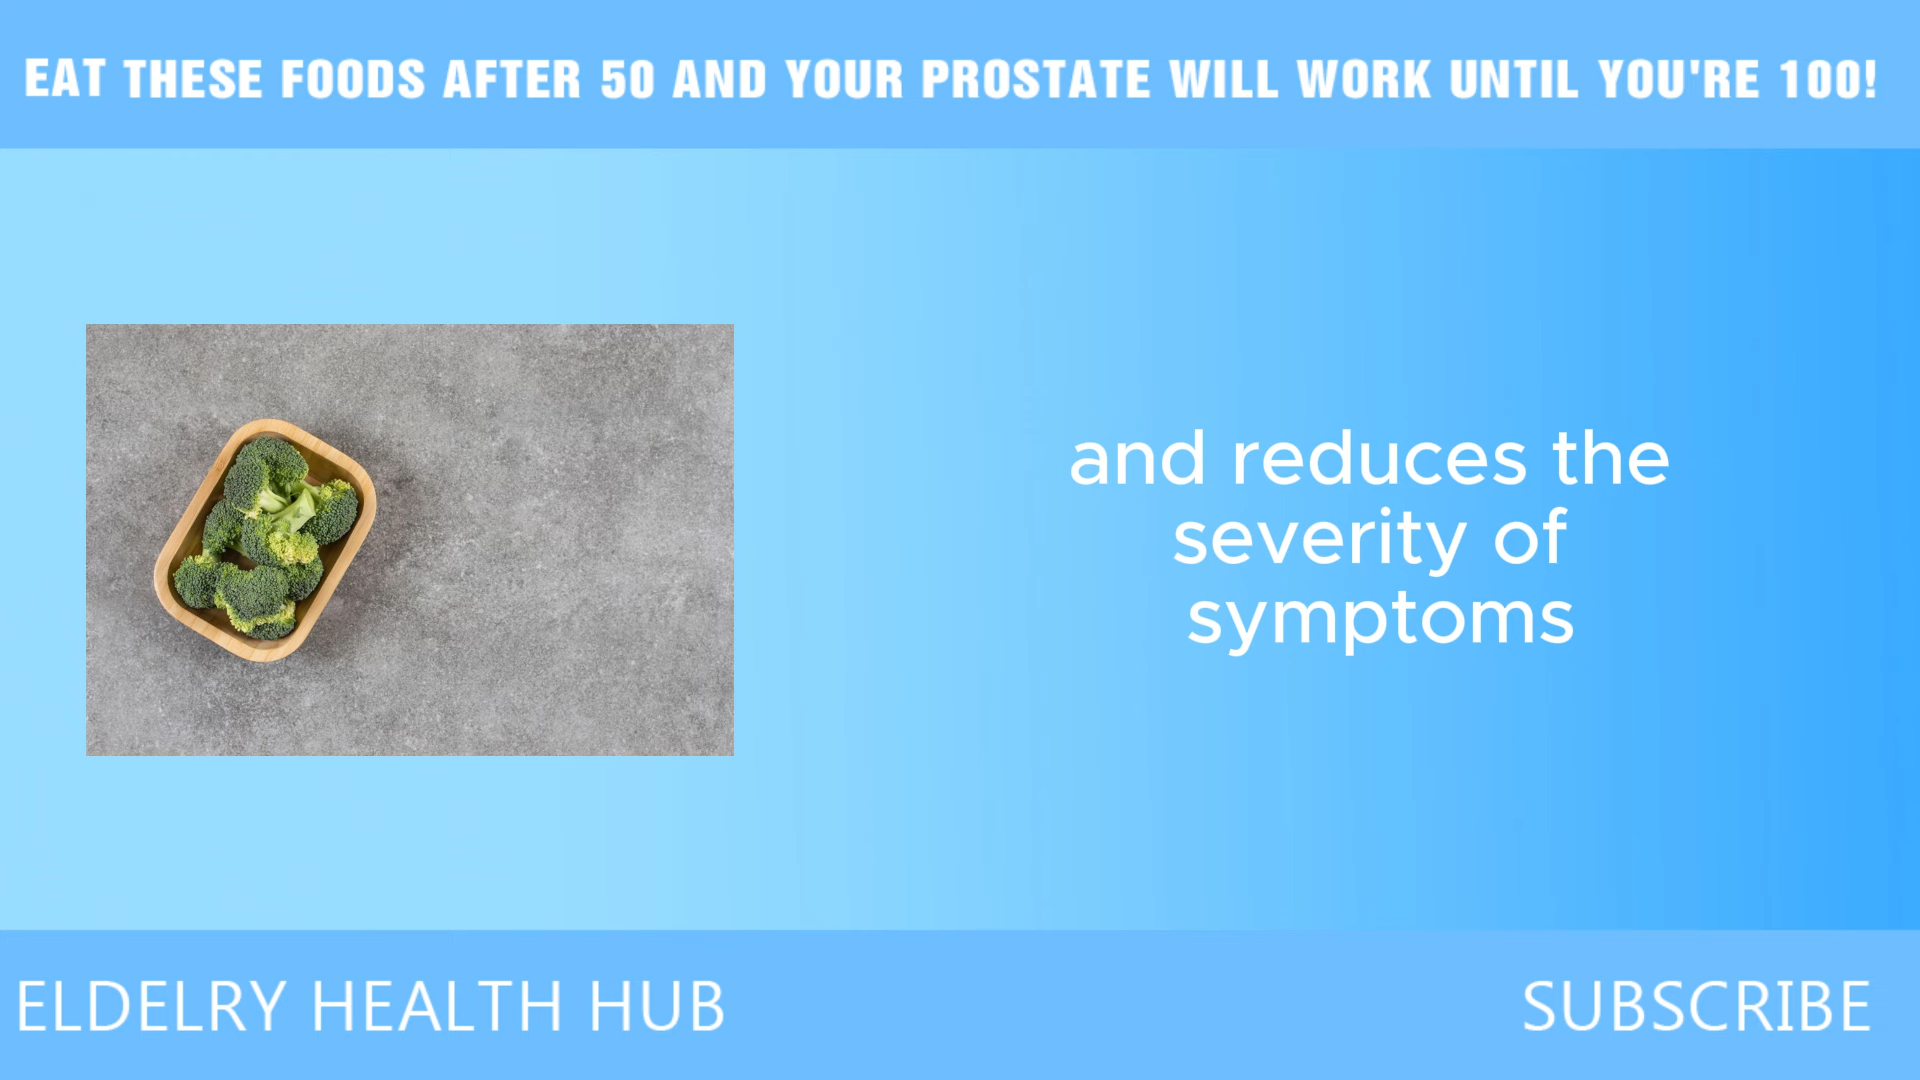 EAT THESE FOODS AFTER 50 AND YOUR PROSTATE WILL WORK UNTIL YOU'RE 100!
and reduces the
severity of
symptoms
ELDELRY HEALTH HUB
SUBSCRIBE